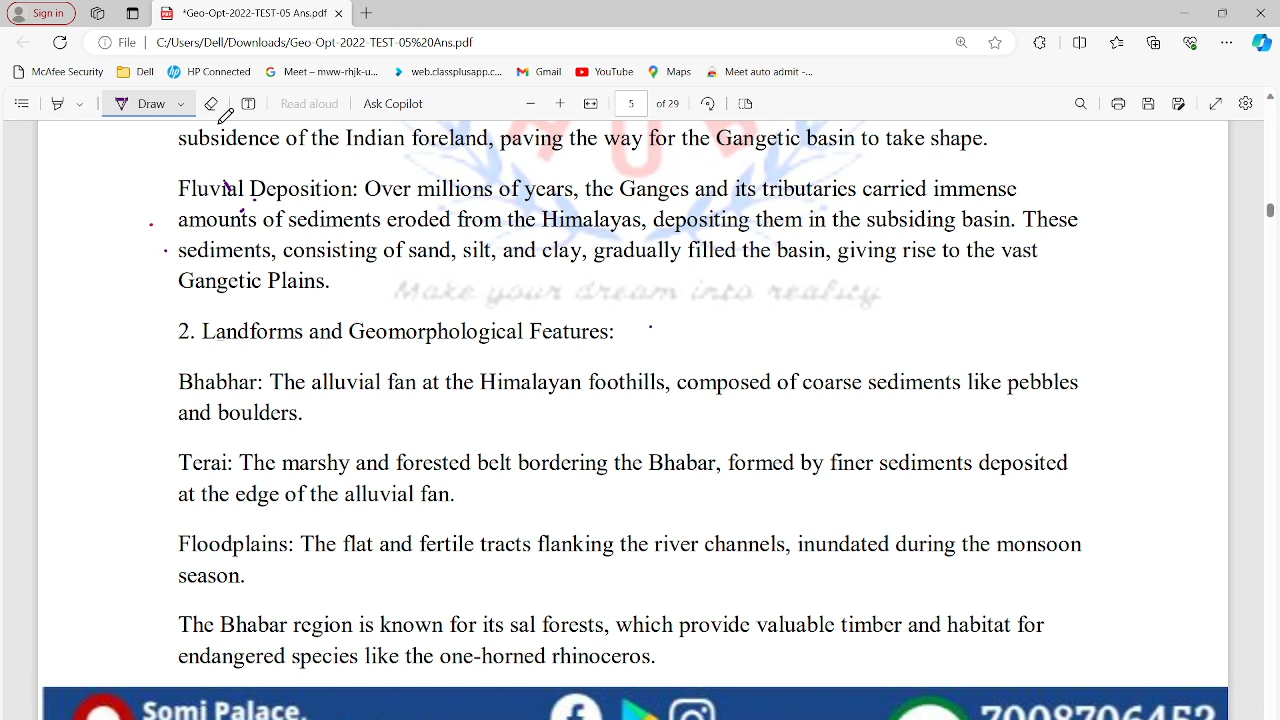 Sign in
*Geo-Opt-2022-TEST-05 Ans.pdf
File C:/Users/Dell/Downloads/Geo-Opt-2022-TEST-05%20Ans.pdf
McAfee Security Dell HP Connected Meet – mvw-rhjk-u... web.classplusapp.c... Gmail YouTube Maps Meet auto admit -...
Draw Read aloud Ask Copilot 5 of 29
subsidence of the Indian foreland, paving the way for the Gangetic basin to take shape.
Fluvial Deposition: Over millions of years, the Ganges and its tributaries carried immense
amounts of sediments eroded from the Himalayas, depositing them in the subsiding basin. These
sediments, consisting of sand, silt, and clay, gradually filled the basin, giving rise to the vast
Gangetic Plains.
Make your dream into reality
2. Landforms and Geomorphological Features:
Bhabhar: The alluvial fan at the Himalayan foothills, composed of coarse sediments like pebbles
and boulders.
Terai: The marshy and forested belt bordering the Bhabar, formed by finer sediments deposited
at the edge of the alluvial fan.
Floodplains: The flat and fertile tracts flanking the river channels, inundated during the monsoon
season.
The Bhabar region is known for its sal forests, which provide valuable timber and habitat for
endangered species like the one-horned rhinoceros.
Somi Palace, 7008706452